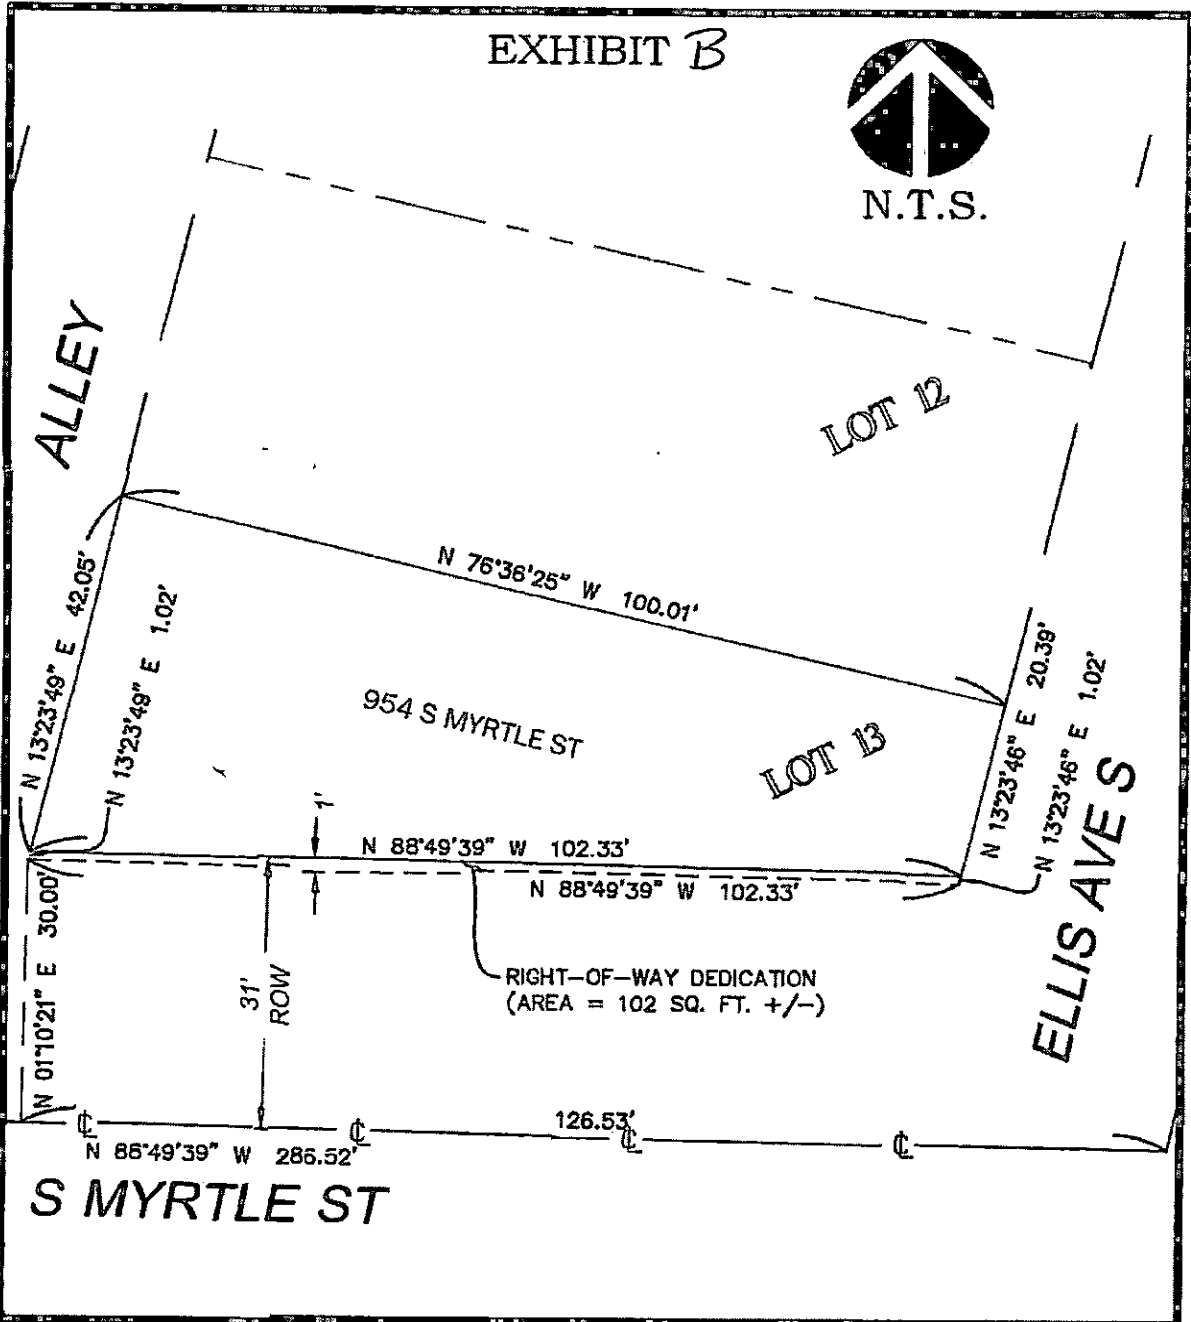 EXHIBIT B
N.T.S.
ALLEY
LOT 12
N 76°36'25" W 100.01'
N 13°23'49" E 42.05'
N 13°23'49" E 1.02'
954 S MYRTLE ST
LOT 13
N 13°23'46" E 20.39'
N 13°23'46" E 1.02'
ELLIS AVE S
1'
N 88°49'39" W 102.33'
N 88°49'39" W 102.33'
N 01°10'21" E 30.00'
31'
ROW
RIGHT-OF-WAY DEDICATION
(AREA = 102 SQ. FT. +/-)
126.53'
℄ ℄ ℄ ℄
N 86°49'39" W 286.52'
S MYRTLE ST